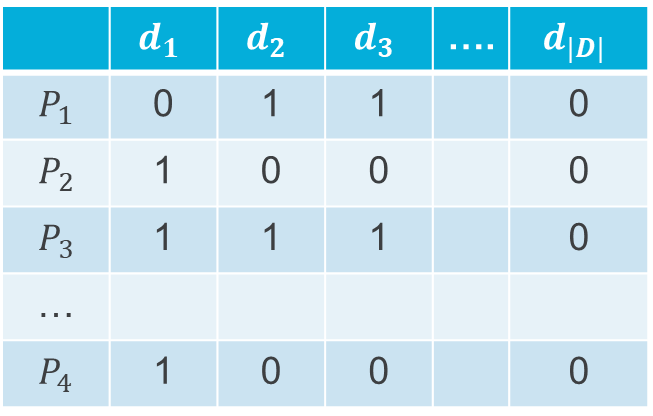 d₁ d₂ d₃ .... d|D|
P₁ 0 1 1 0
P₂ 1 0 0 0
P₃ 1 1 1 0
...
P₄ 1 0 0 0